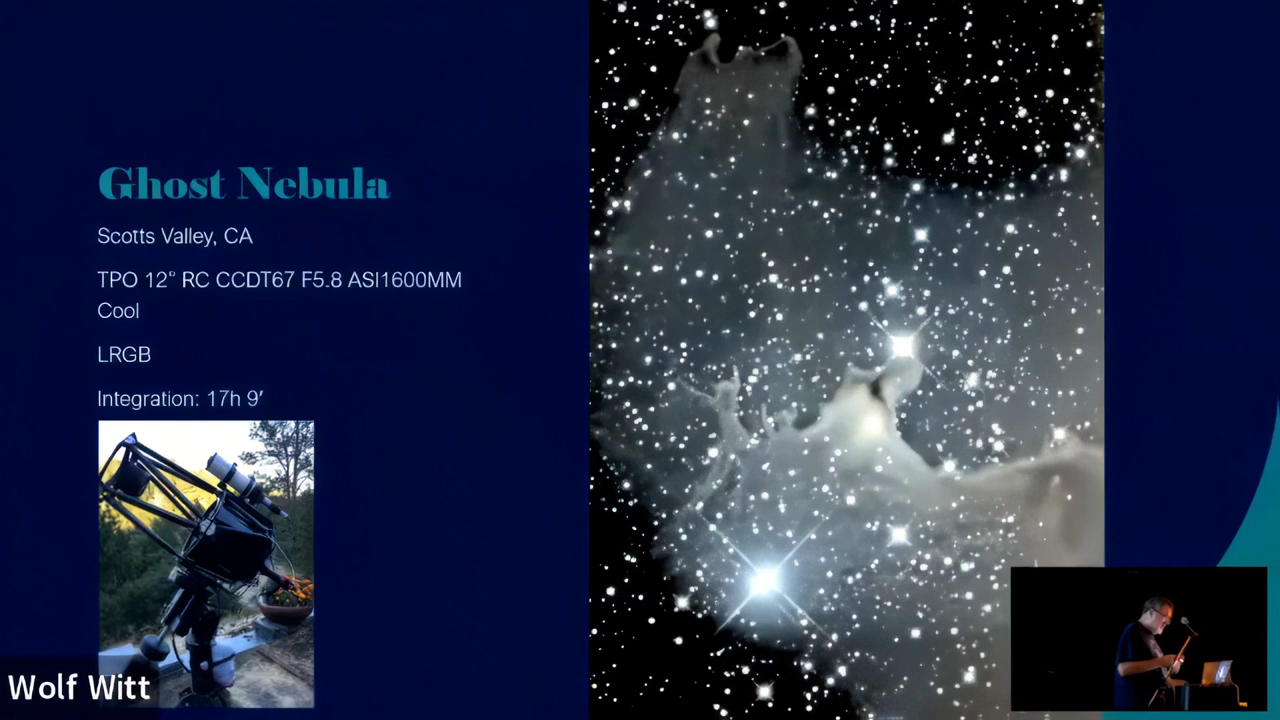 Ghost Nebula
Scotts Valley, CA
TPO 12" RC CCDT67 F5.8 ASI1600MM
Cool
LRGB
Integration: 17h 9'
Wolf Witt